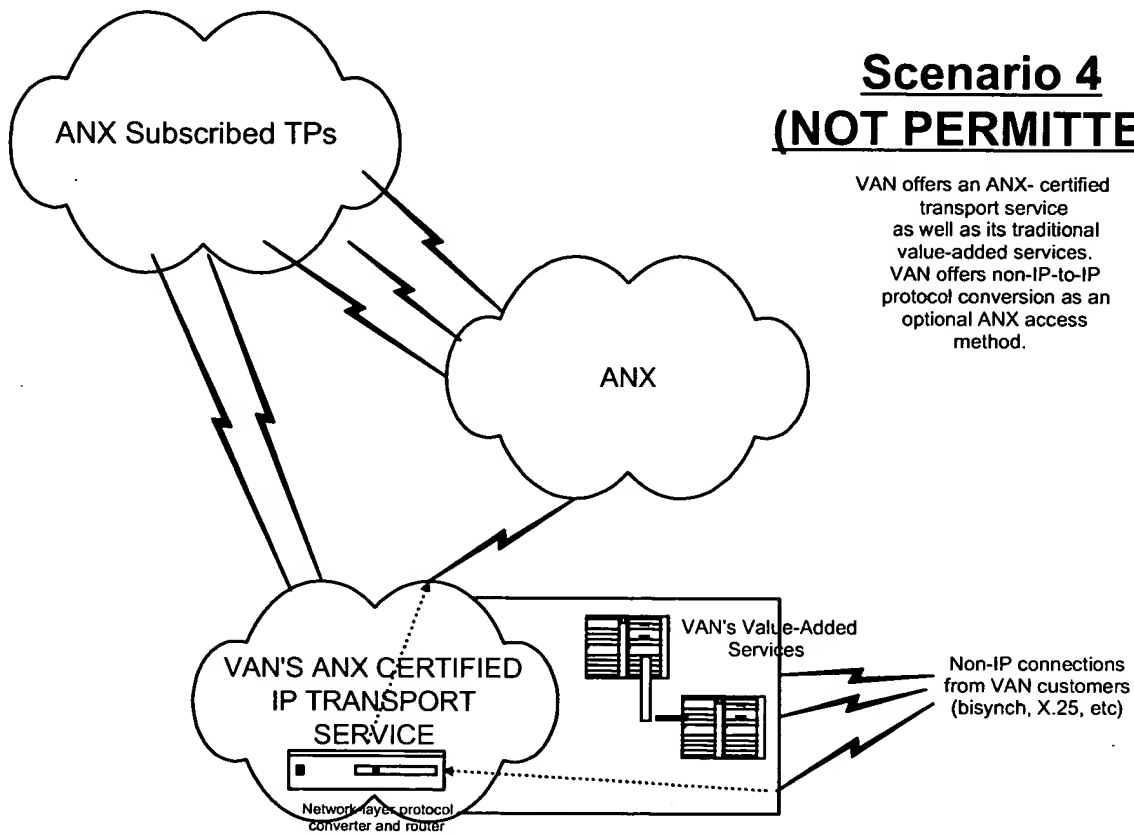 Scenario 4
(NOT PERMITTE
VAN offers an ANX- certified
transport service
as well as its traditional
value-added services.
VAN offers non-IP-to-IP
protocol conversion as an
optional ANX access
method.
ANX Subscribed TPs
ANX
VAN'S ANX CERTIFIED
IP TRANSPORT
SERVICE
Network-layer protocol
converter and router
VAN's Value-Added
Services
Non-IP connections
from VAN customers
(bisynch, X.25, etc)